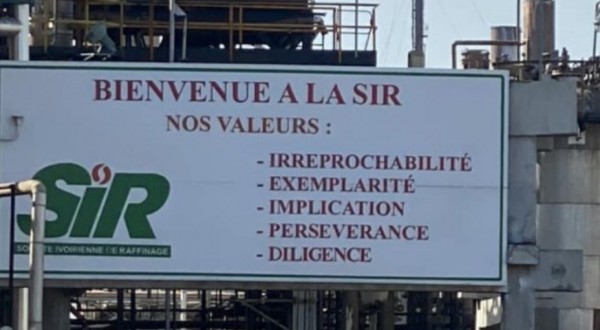 BIENVENUE A LA SIR
NOS VALEURS :
- IRREPROCHABILITÉ
- EXEMPLARITÉ
- IMPLICATION
- PERSEVERANCE
- DILIGENCE
SIR
SOCIETE IVOIRIENNE DE RAFFINAGE